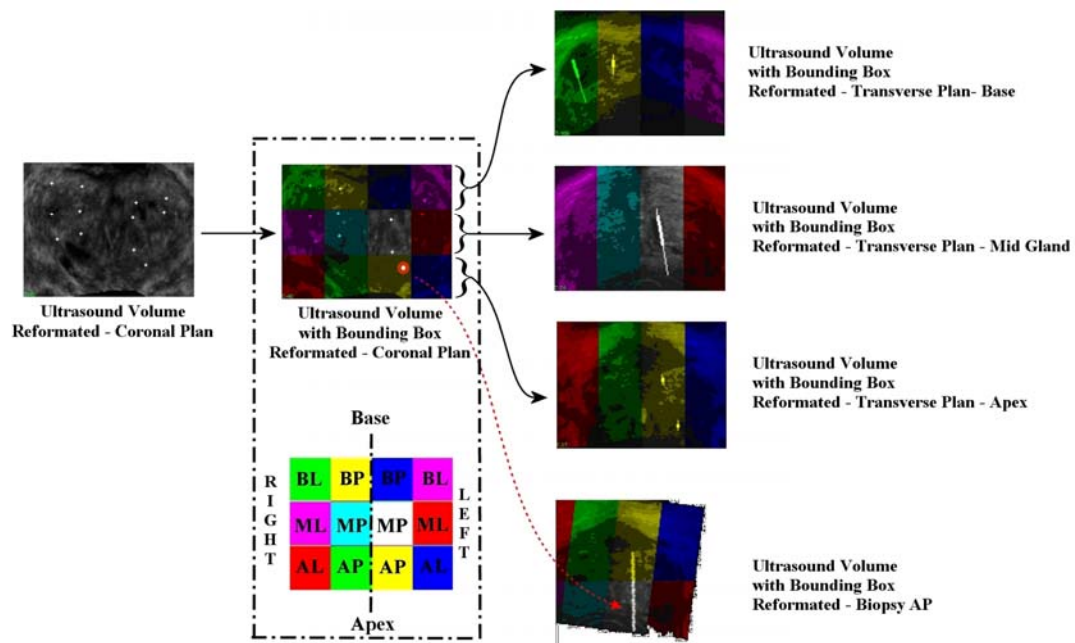 Ultrasound Volume
with Bounding Box
Reformated - Transverse Plan- Base
Ultrasound Volume
with Bounding Box
Reformated - Transverse Plan - Mid Gland
Ultrasound Volume
Reformated - Coronal Plan
Ultrasound Volume
with Bounding Box
Reformated - Coronal Plan
Ultrasound Volume
with Bounding Box
Reformated - Transverse Plan - Apex
Base
RIGHT
BL BP BP BL
ML MP MP ML
AL AP AP AL
LEFT
Apex
Ultrasound Volume
with Bounding Box
Reformated - Biopsy AP